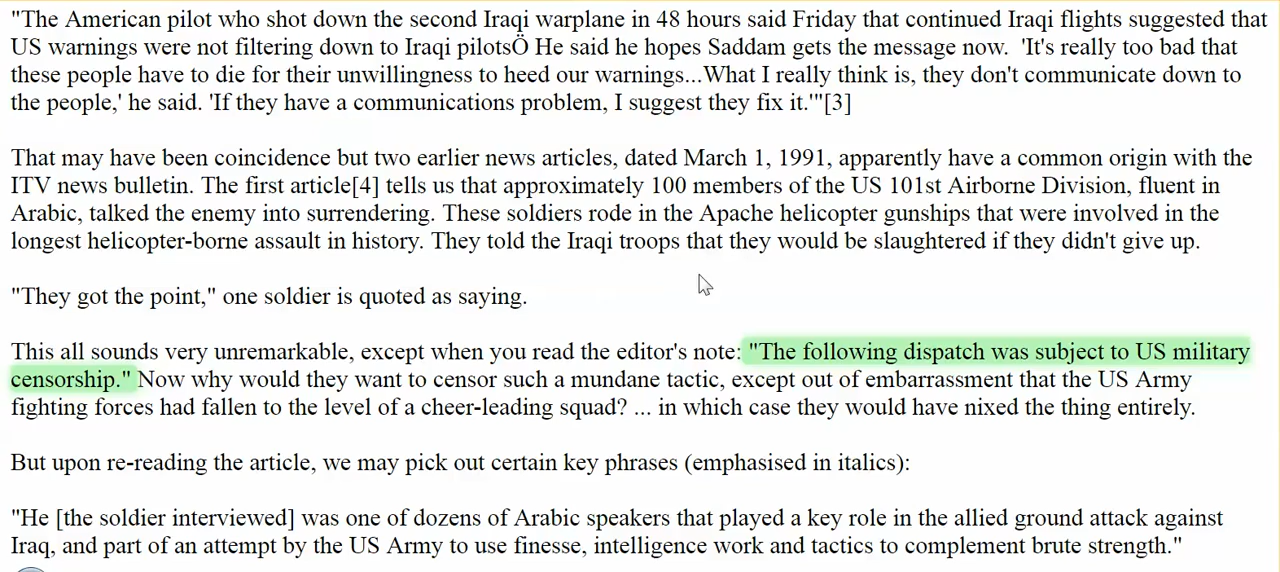 "The American pilot who shot down the second Iraqi warplane in 48 hours said Friday that continued Iraqi flights suggested that
US warnings were not filtering down to Iraqi pilotsÖ He said he hopes Saddam gets the message now.  'It's really too bad that
these people have to die for their unwillingness to heed our warnings...What I really think is, they don't communicate down to
the people,' he said. 'If they have a communications problem, I suggest they fix it.'"[3]
That may have been coincidence but two earlier news articles, dated March 1, 1991, apparently have a common origin with the
ITV news bulletin. The first article[4] tells us that approximately 100 members of the US 101st Airborne Division, fluent in
Arabic, talked the enemy into surrendering. These soldiers rode in the Apache helicopter gunships that were involved in the
longest helicopter-borne assault in history. They told the Iraqi troops that they would be slaughtered if they didn't give up.
"They got the point," one soldier is quoted as saying.
This all sounds very unremarkable, except when you read the editor's note: "The following dispatch was subject to US military
censorship." Now why would they want to censor such a mundane tactic, except out of embarrassment that the US Army
fighting forces had fallen to the level of a cheer-leading squad? ... in which case they would have nixed the thing entirely.
But upon re-reading the article, we may pick out certain key phrases (emphasised in italics):
"He [the soldier interviewed] was one of dozens of Arabic speakers that played a key role in the allied ground attack against
Iraq, and part of an attempt by the US Army to use finesse, intelligence work and tactics to complement brute strength."